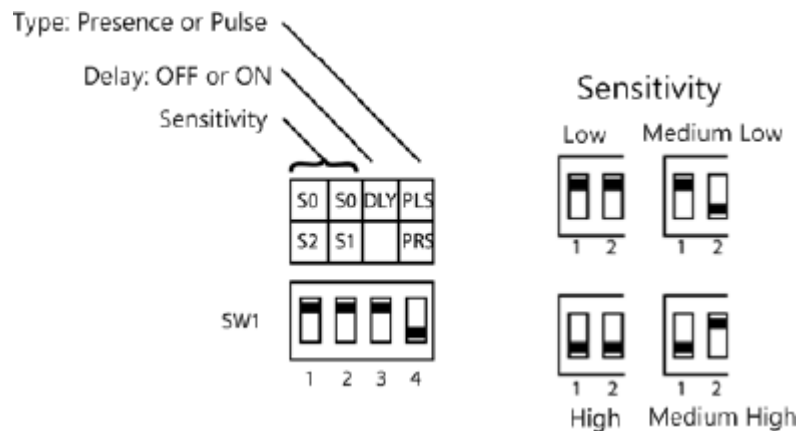 Type: Presence or Pulse
Delay: OFF or ON
Sensitivity
S0 S0 DLY PLS
S2 S1 PRS
SW1
1 2 3 4
Sensitivity
Low Medium Low
1 2 1 2
1 2 1 2
High Medium High